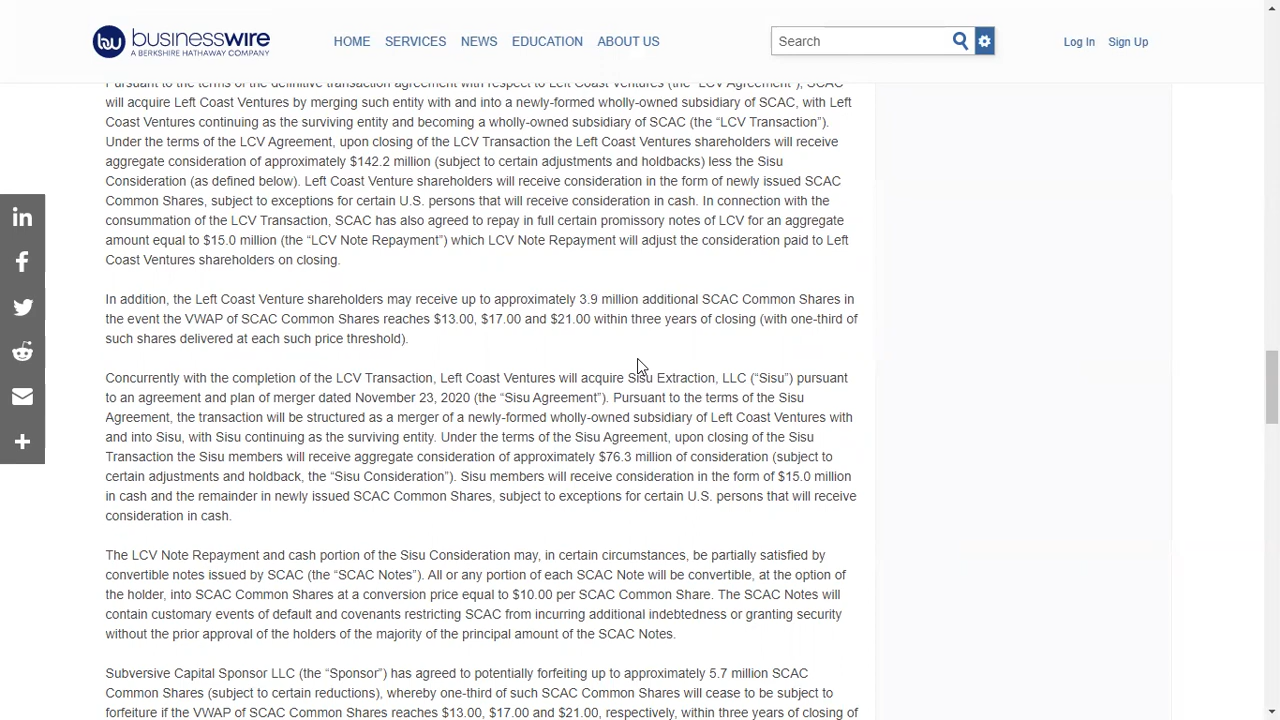 businesswire
A BERKSHIRE HATHAWAY COMPANY
HOME SERVICES NEWS EDUCATION ABOUT US
Search
Log In Sign Up
Pursuant to the terms of the definitive transaction agreement with respect to Left Coast Ventures (the “LCV Agreement”), SCAC
will acquire Left Coast Ventures by merging such entity with and into a newly-formed wholly-owned subsidiary of SCAC, with Left
Coast Ventures continuing as the surviving entity and becoming a wholly-owned subsidiary of SCAC (the “LCV Transaction”).
Under the terms of the LCV Agreement, upon closing of the LCV Transaction the Left Coast Ventures shareholders will receive
aggregate consideration of approximately $142.2 million (subject to certain adjustments and holdbacks) less the Sisu
Consideration (as defined below). Left Coast Venture shareholders will receive consideration in the form of newly issued SCAC
Common Shares, subject to exceptions for certain U.S. persons that will receive consideration in cash. In connection with the
consummation of the LCV Transaction, SCAC has also agreed to repay in full certain promissory notes of LCV for an aggregate
amount equal to $15.0 million (the “LCV Note Repayment”) which LCV Note Repayment will adjust the consideration paid to Left
Coast Ventures shareholders on closing.
In addition, the Left Coast Venture shareholders may receive up to approximately 3.9 million additional SCAC Common Shares in
the event the VWAP of SCAC Common Shares reaches $13.00, $17.00 and $21.00 within three years of closing (with one-third of
such shares delivered at each such price threshold).
Concurrently with the completion of the LCV Transaction, Left Coast Ventures will acquire Sisu Extraction, LLC (“Sisu”) pursuant
to an agreement and plan of merger dated November 23, 2020 (the “Sisu Agreement”). Pursuant to the terms of the Sisu
Agreement, the transaction will be structured as a merger of a newly-formed wholly-owned subsidiary of Left Coast Ventures with
and into Sisu, with Sisu continuing as the surviving entity. Under the terms of the Sisu Agreement, upon closing of the Sisu
Transaction the Sisu members will receive aggregate consideration of approximately $76.3 million of consideration (subject to
certain adjustments and holdback, the “Sisu Consideration”). Sisu members will receive consideration in the form of $15.0 million
in cash and the remainder in newly issued SCAC Common Shares, subject to exceptions for certain U.S. persons that will receive
consideration in cash.
The LCV Note Repayment and cash portion of the Sisu Consideration may, in certain circumstances, be partially satisfied by
convertible notes issued by SCAC (the “SCAC Notes”). All or any portion of each SCAC Note will be convertible, at the option of
the holder, into SCAC Common Shares at a conversion price equal to $10.00 per SCAC Common Share. The SCAC Notes will
contain customary events of default and covenants restricting SCAC from incurring additional indebtedness or granting security
without the prior approval of the holders of the majority of the principal amount of the SCAC Notes.
Subversive Capital Sponsor LLC (the “Sponsor”) has agreed to potentially forfeiting up to approximately 5.7 million SCAC
Common Shares (subject to certain reductions), whereby one-third of such SCAC Common Shares will cease to be subject to
forfeiture if the VWAP of SCAC Common Shares reaches $13.00, $17.00 and $21.00, respectively, within three years of closing of